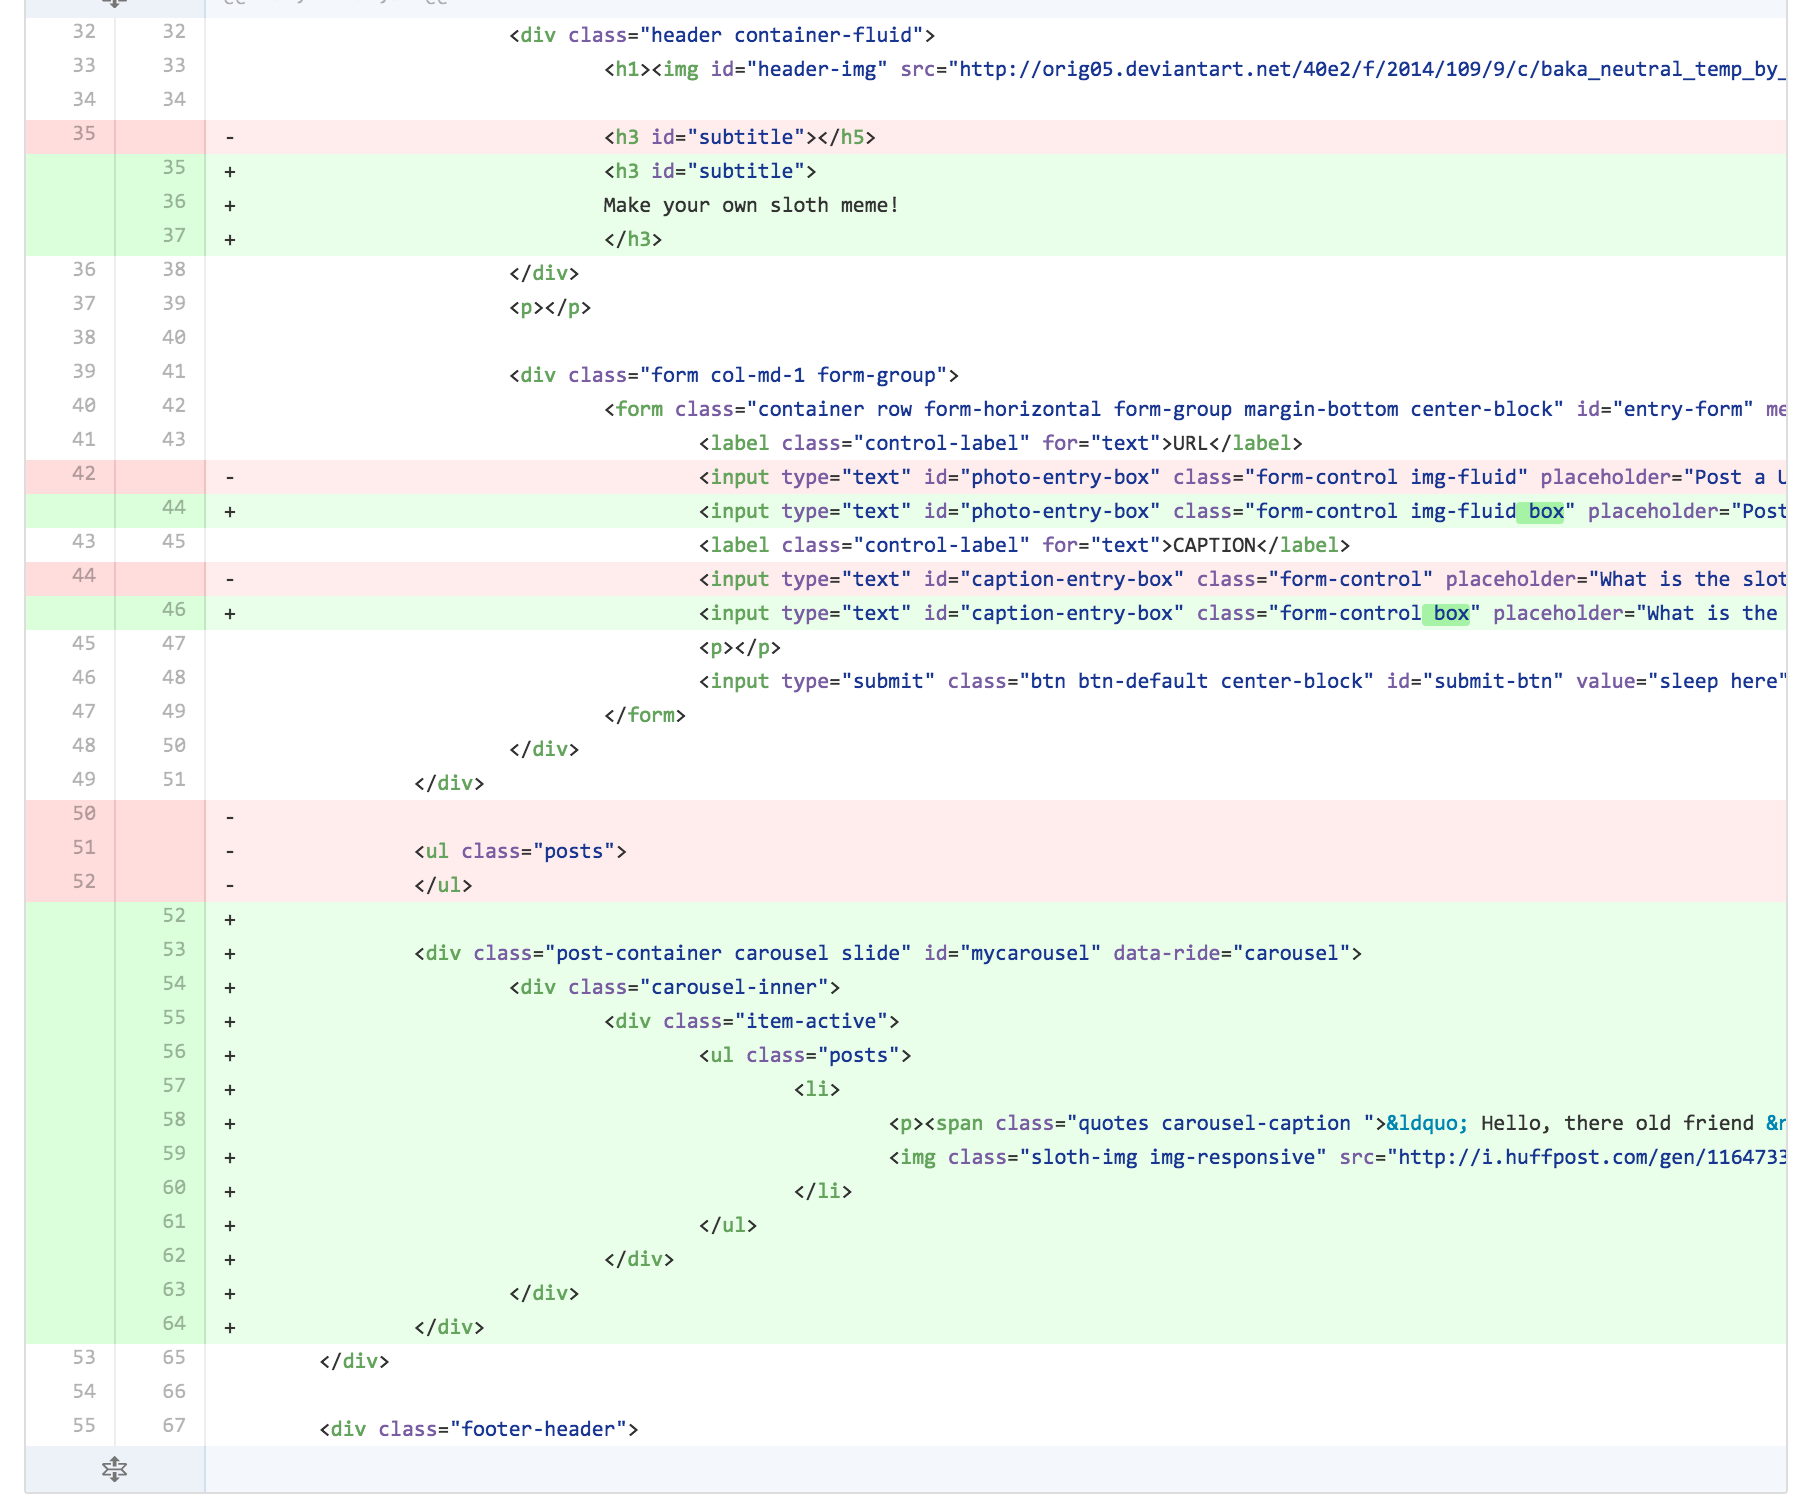 32 32 <div class="header container-fluid">
33 33 <h1><img id="header-img" src="http://orig05.deviantart.net/40e2/f/2014/109/9/c/baka_neutral_temp_by_
34 34
35 - <h3 id="subtitle"></h5>
35 + <h3 id="subtitle">
36 + Make your own sloth meme!
37 + </h3>
36 38 </div>
37 39 <p></p>
38 40
39 41 <div class="form col-md-1 form-group">
40 42 <form class="container row form-horizontal form-group margin-bottom center-block" id="entry-form" me
41 43 <label class="control-label" for="text">URL</label>
42 - <input type="text" id="photo-entry-box" class="form-control img-fluid" placeholder="Post a U
44 + <input type="text" id="photo-entry-box" class="form-control img-fluid box" placeholder="Post
43 45 <label class="control-label" for="text">CAPTION</label>
44 - <input type="text" id="caption-entry-box" class="form-control" placeholder="What is the slot
46 + <input type="text" id="caption-entry-box" class="form-control box" placeholder="What is the
45 47 <p></p>
46 48 <input type="submit" class="btn btn-default center-block" id="submit-btn" value="sleep here"
47 49 </form>
48 50 </div>
49 51 </div>
50 -
51 - <ul class="posts">
52 - </ul>
52 +
53 + <div class="post-container carousel slide" id="mycarousel" data-ride="carousel">
54 + <div class="carousel-inner">
55 + <div class="item-active">
56 + <ul class="posts">
57 + <li>
58 + <p><span class="quotes carousel-caption ">&ldquo; Hello, there old friend &r
59 + <img class="sloth-img img-responsive" src="http://i.huffpost.com/gen/1164733
60 + </li>
61 + </ul>
62 + </div>
63 + </div>
64 + </div>
53 65 </div>
54 66
55 67 <div class="footer-header">